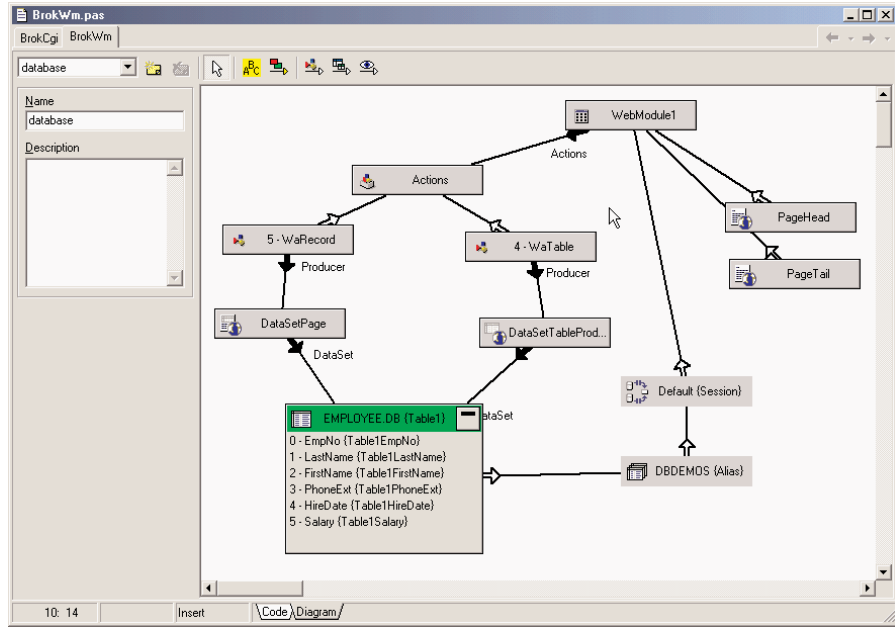 BrokWm.pas
BrokCgi BrokWm
database
ABC
Name
database
Description
WebModule1
Actions
Actions
PageHead
5 - WaRecord
4 - WaTable
Producer
Producer
PageTail
DataSetPage
DataSetTableProd...
DataSet
Default {Session}
EMPLOYEE.DB {Table1}
ataSet
0 - EmpNo {Table1EmpNo}
1 - LastName {Table1LastName}
2 - FirstName {Table1FirstName}
3 - PhoneExt {Table1PhoneExt}
4 - HireDate {Table1HireDate}
5 - Salary {Table1Salary}
DBDEMOS {Alias}
10: 14 Insert Code Diagram